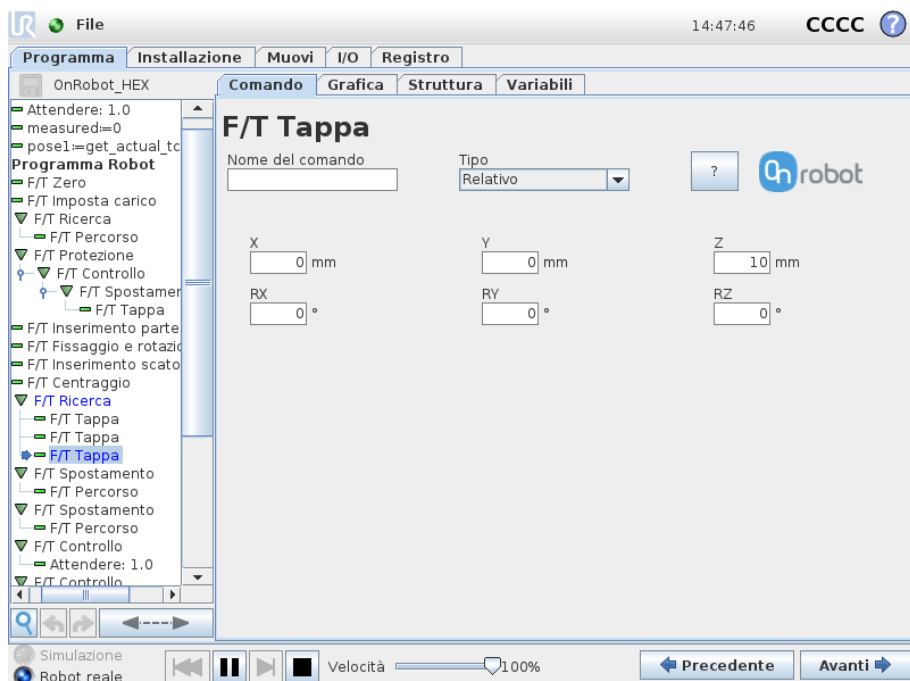 UR File 14:47:46 CCCC ?
Programma Installazione Muovi I/O Registro
OnRobot_HEX Comando Grafica Struttura Variabili
Attendere: 1.0
measured:=0
pose1:=get_actual_tc
Programma Robot
F/T Zero
F/T Imposta carico
F/T Ricerca
F/T Percorso
F/T Protezione
F/T Controllo
F/T Spostamer
F/T Tappa
F/T Inserimento parte
F/T Fissaggio e rotazio
F/T Inserimento scato
F/T Centraggio
F/T Ricerca
F/T Tappa
F/T Tappa
F/T Tappa
F/T Spostamento
F/T Percorso
F/T Spostamento
F/T Percorso
F/T Controllo
Attendere: 1.0
F/T Controllo
F/T Tappa
Nome del comando Tipo
Relativo ? On robot
X Y Z
0 mm 0 mm 10 mm
RX RY RZ
0 ° 0 ° 0 °
Simulazione
Robot reale
Velocità 100% Precedente Avanti